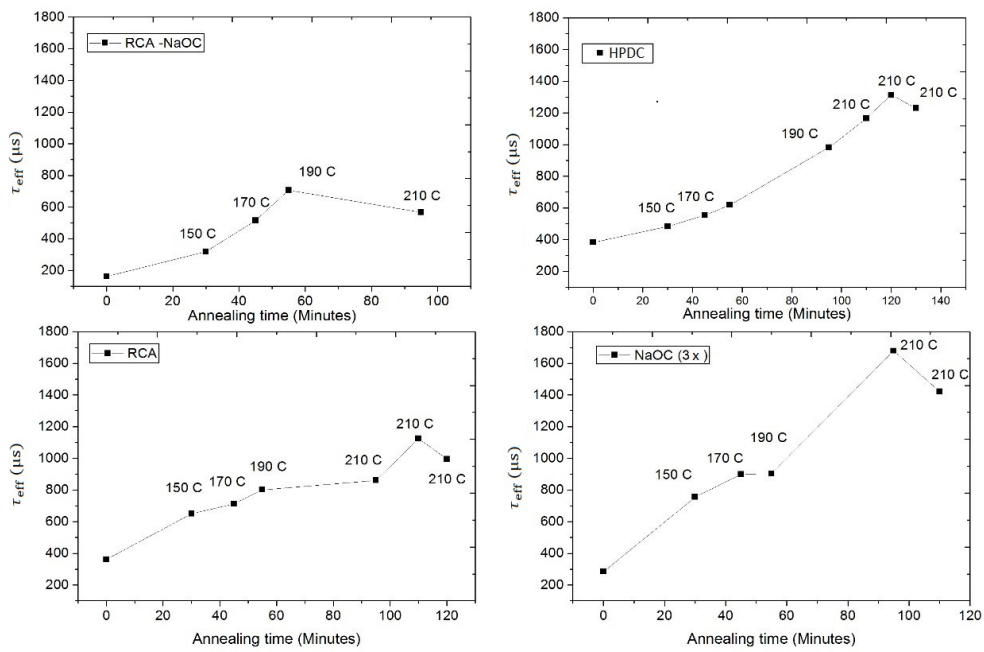 1800
1600
1400
1200
1000
800
600
400
200
τeff (μs)
RCA -NaOC
150 C
170 C
190 C
210 C
0 20 40 60 80 100
Annealing time (Minutes)
1800
1600
1400
1200
1000
800
600
400
200
τeff (μs)
HPDC
150 C
170 C
190 C
210 C
210 C
210 C
0 20 40 60 80 100 120 140
Annealing time (Minutes)
1800
1600
1400
1200
1000
800
600
400
200
τeff (μs)
RCA
150 C
170 C
190 C
210 C
210 C
210 C
0 20 40 60 80 100 120
Annealing time (Minutes)
1800
1600
1400
1200
1000
800
600
400
200
τeff (μs)
NaOC (3 x )
150 C
170 C
190 C
210 C
210 C
0 20 40 60 80 100 120
Annealing time (Minutes)